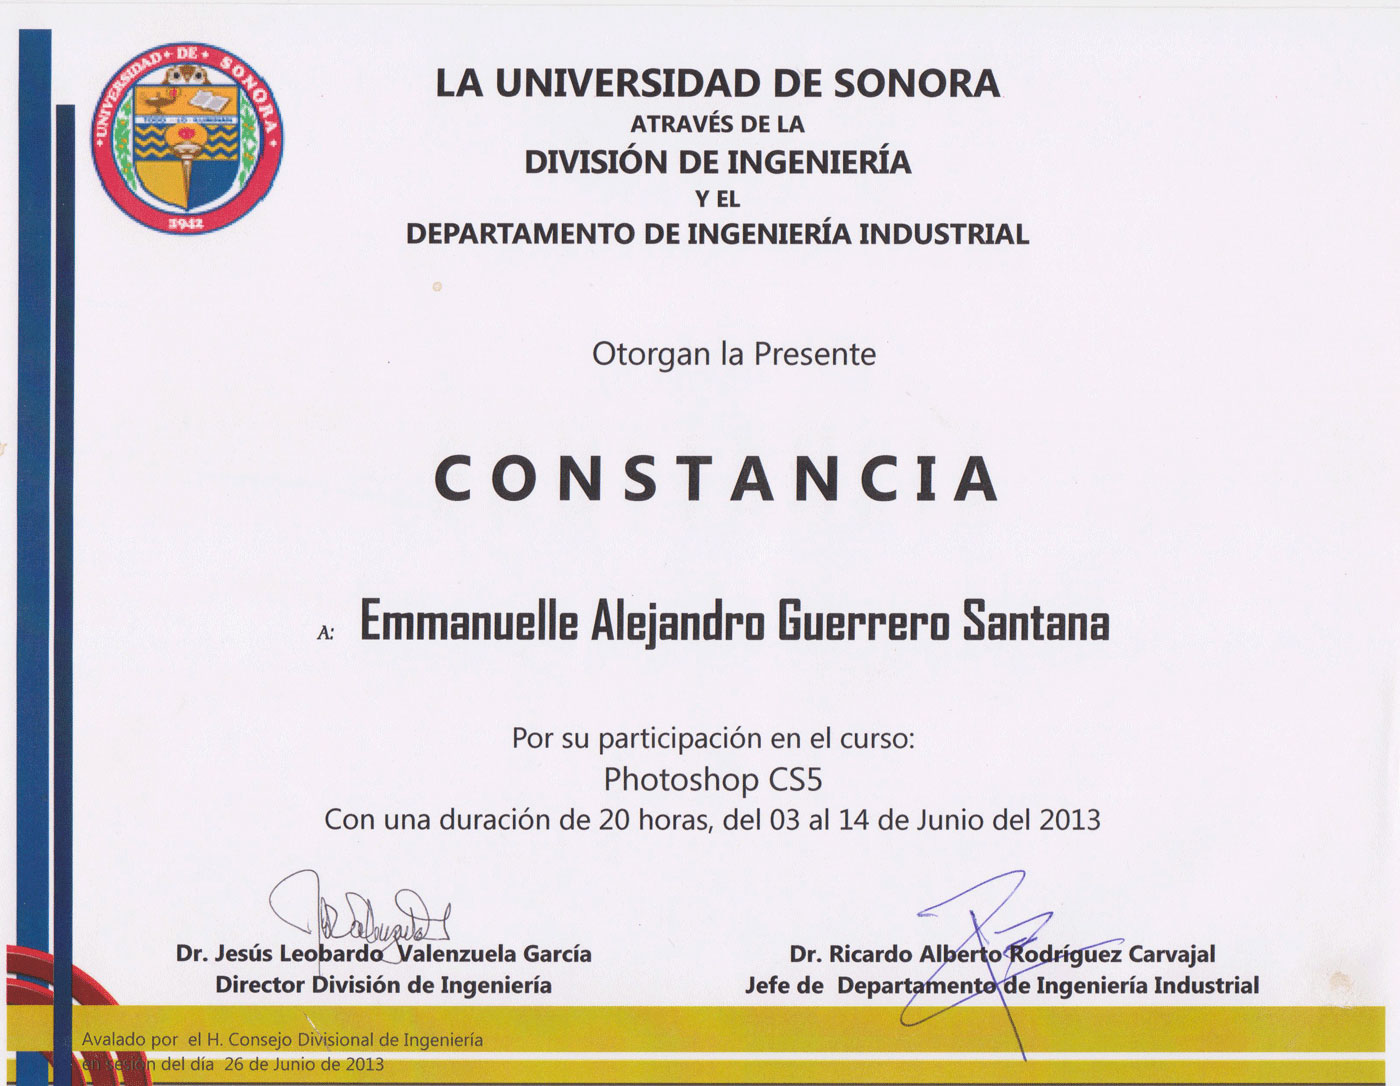 UNIVERSIDAD DE SONORA
TODO LO ILUMINAN
1942
LA UNIVERSIDAD DE SONORA
ATRAVÉS DE LA
DIVISIÓN DE INGENIERÍA
Y EL
DEPARTAMENTO DE INGENIERÍA INDUSTRIAL
Otorgan la Presente
CONSTANCIA
A: Emmanuelle Alejandro Guerrero Santana
Por su participación en el curso:
Photoshop CS5
Con una duración de 20 horas, del 03 al 14 de Junio del 2013
Dr. Jesús Leobardo Valenzuela García
Director División de Ingeniería
Dr. Ricardo Alberto Rodríguez Carvajal
Jefe de Departamento de Ingeniería Industrial
Avalado por el H. Consejo Divisional de Ingeniería
en sesión del día 26 de Junio de 2013